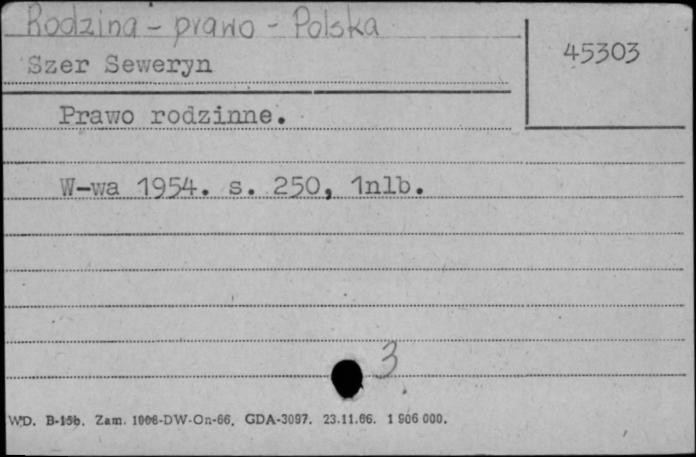 Rodzina - prawo - Polska
45303
Szer Seweryn
Prawo rodzinne.
W-wa 1954. s. 250, 1nlb.
3
WD. B-15b. Zam. 1006-DW-On-66. GDA-3097. 23.11.66. 1 906 000.